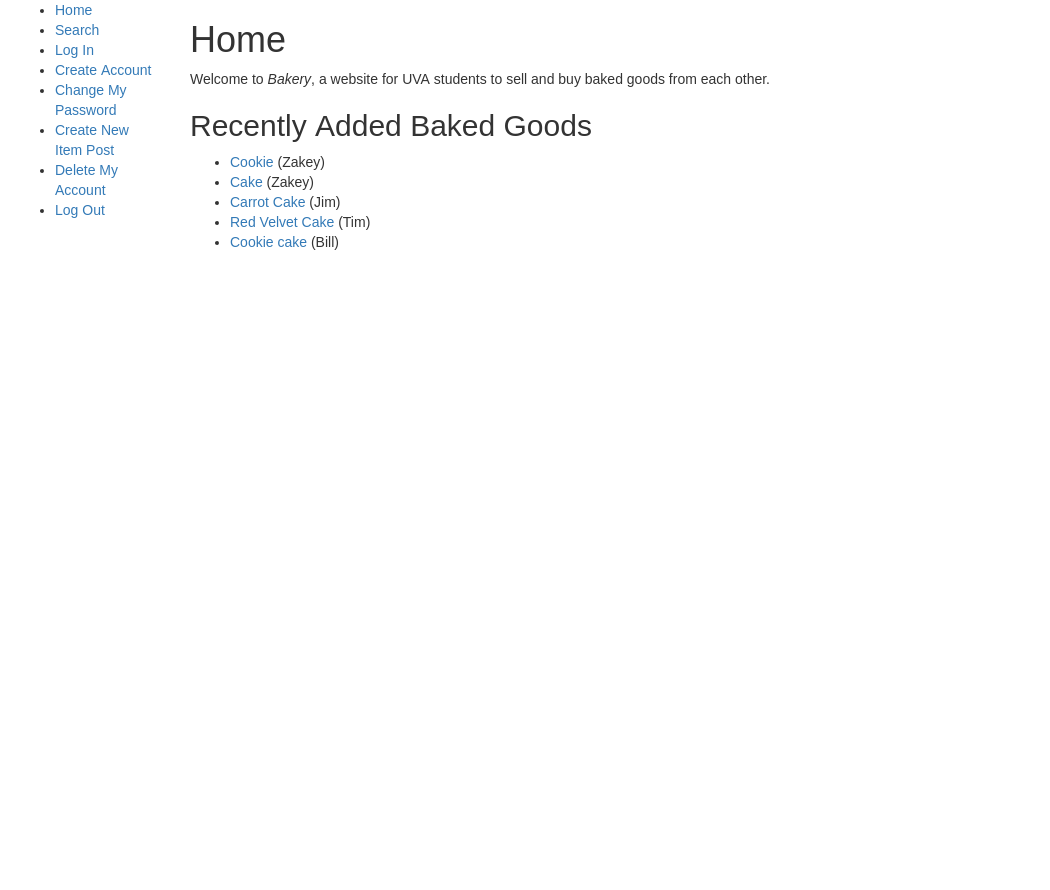 Home
Search
Log In
Create Account
Change My
Password
Create New
Item Post
Delete My
Account
Log Out
Home
Welcome to Bakery, a website for UVA students to sell and buy baked goods from each other.
Recently Added Baked Goods
Cookie (Zakey)
Cake (Zakey)
Carrot Cake (Jim)
Red Velvet Cake (Tim)
Cookie cake (Bill)